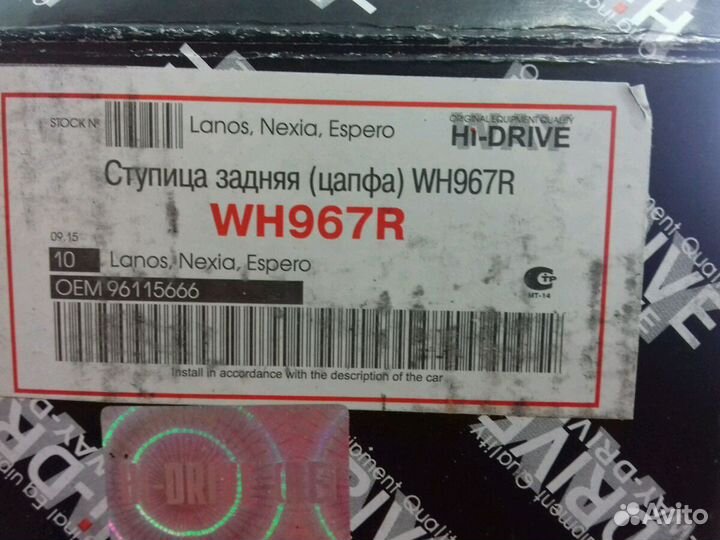 STOCK №
Lanos, Nexia, Espero
ORIGINAL EQUIPMENT QUALITY
Hi-DRIVE
Ступица задняя (цапфа) WH967R
WH967R
09.15
10 Lanos, Nexia, Espero
OEM 96115666
МТ-14
Install in accordance with the description of the car
Avito